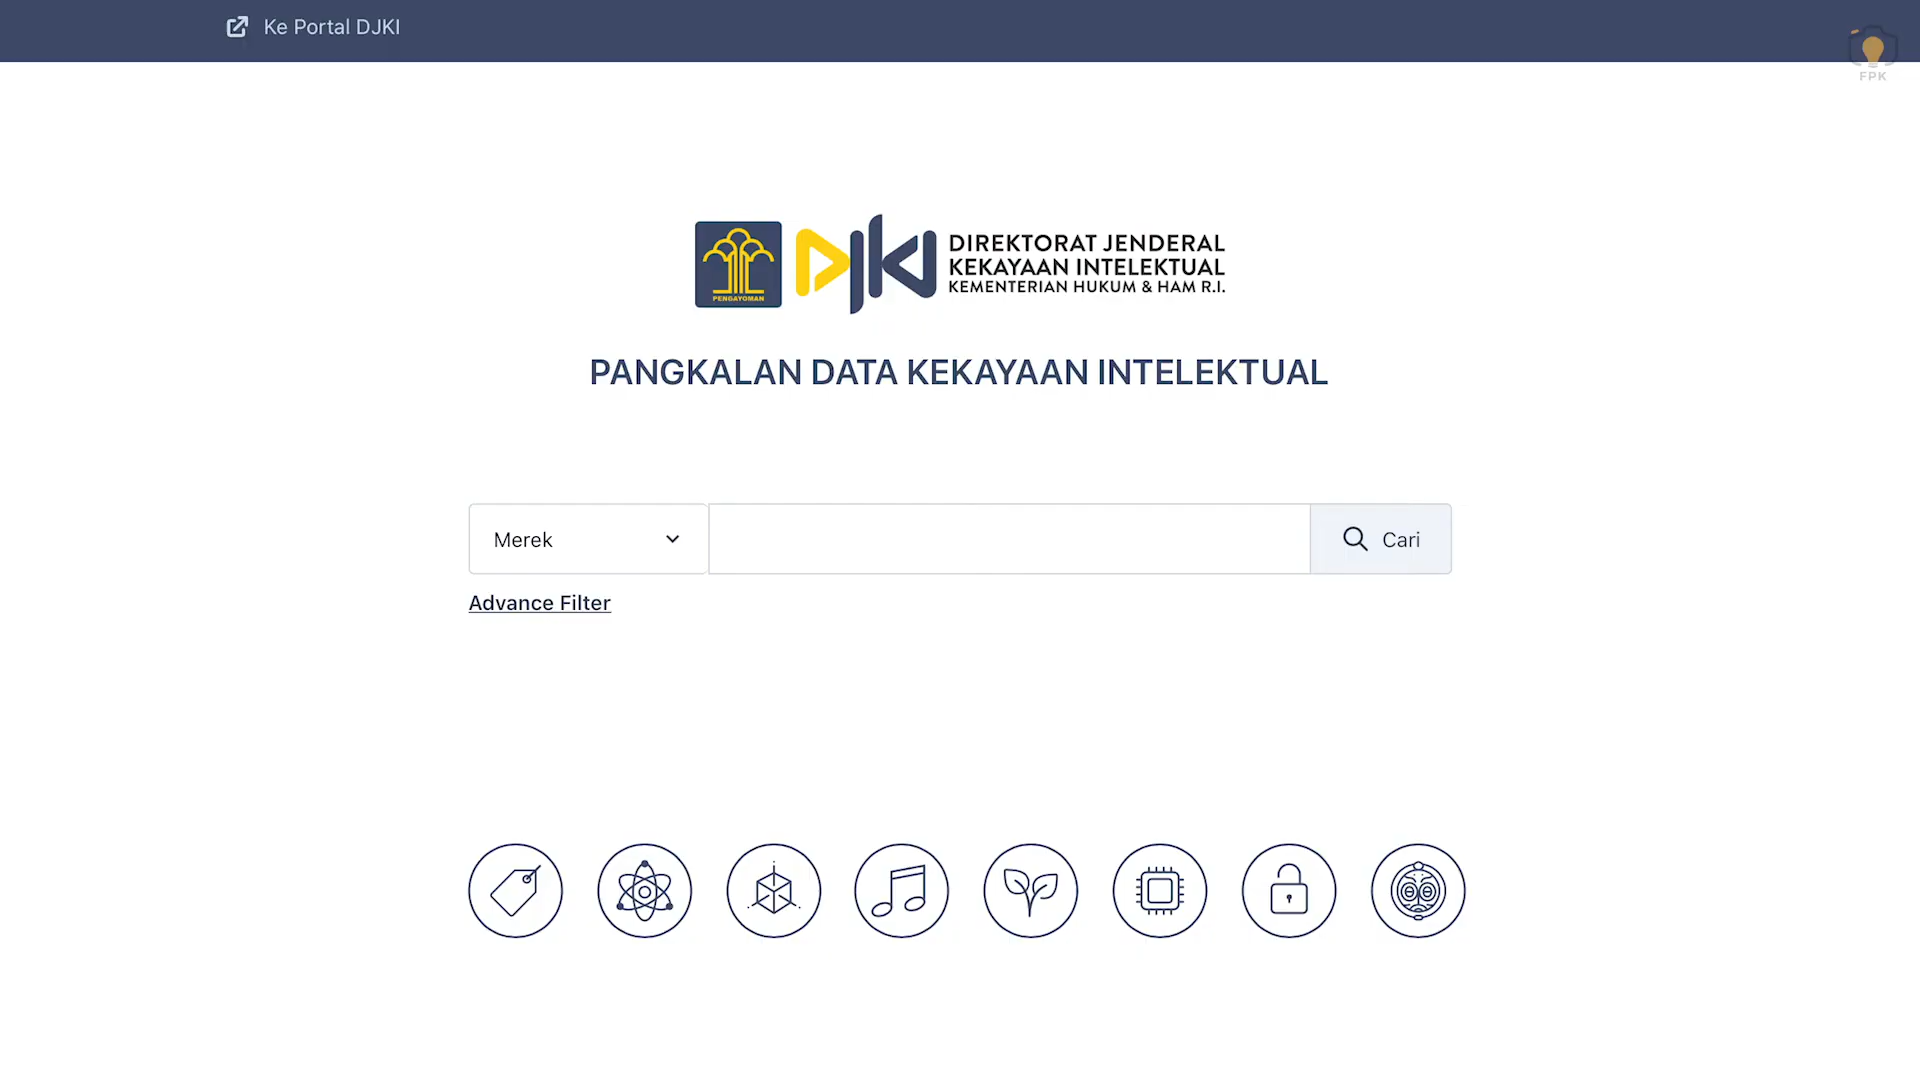 Ke Portal DJKI
FPK
PENGAYOMAN
DJKI
DIREKTORAT JENDERAL
KEKAYAAN INTELEKTUAL
KEMENTERIAN HUKUM & HAM R.I.
PANGKALAN DATA KEKAYAAN INTELEKTUAL
Merek
Cari
Advance Filter